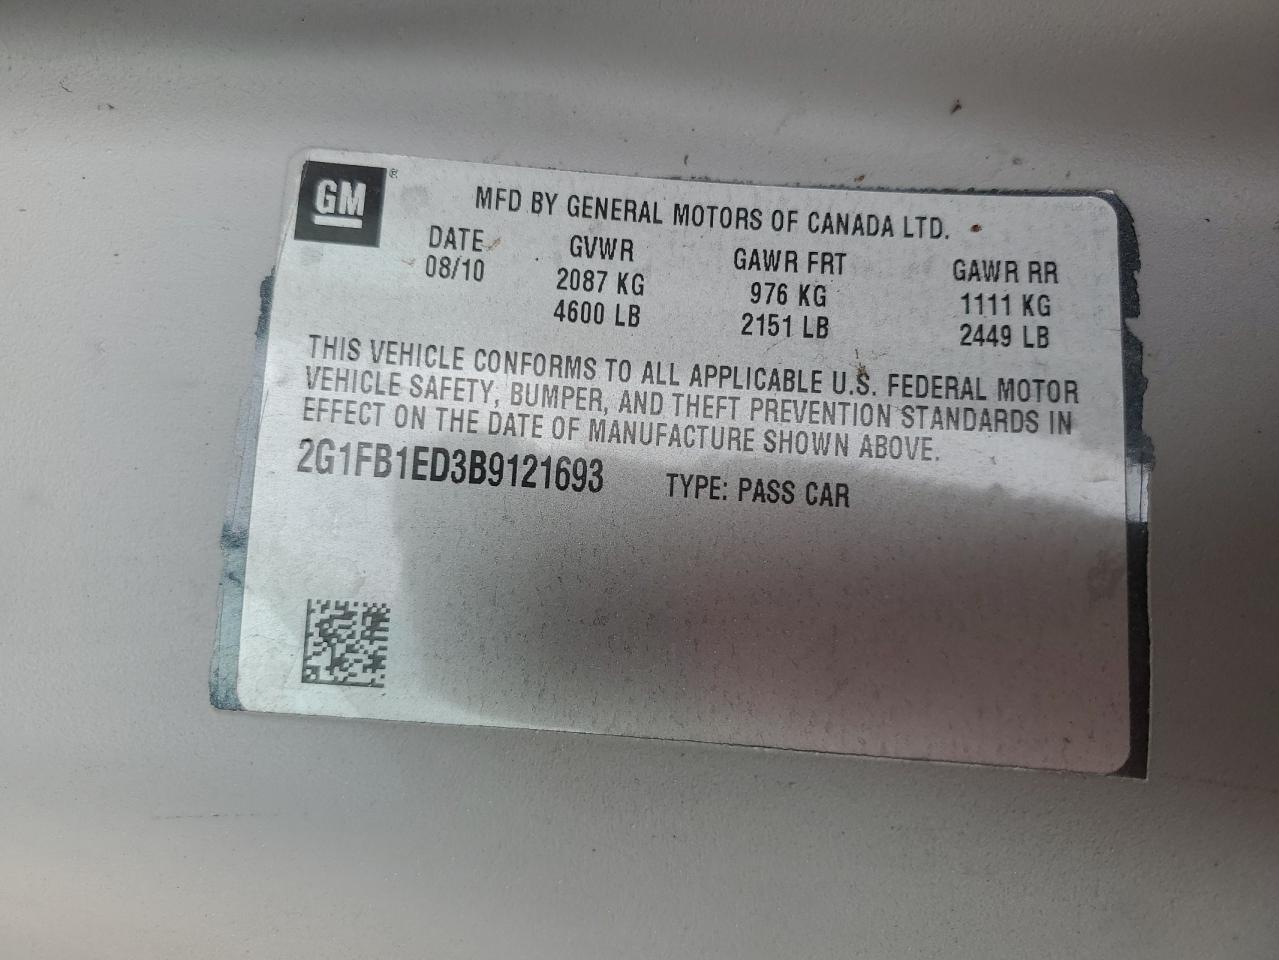 GM ®
MFD BY GENERAL MOTORS OF CANADA LTD.
DATE GVWR GAWR FRT GAWR RR
08/10 2087 KG 976 KG 1111 KG
4600 LB 2151 LB 2449 LB
THIS VEHICLE CONFORMS TO ALL APPLICABLE U.S. FEDERAL MOTOR
VEHICLE SAFETY, BUMPER, AND THEFT PREVENTION STANDARDS IN
EFFECT ON THE DATE OF MANUFACTURE SHOWN ABOVE.
2G1FB1ED3B9121693 TYPE: PASS CAR